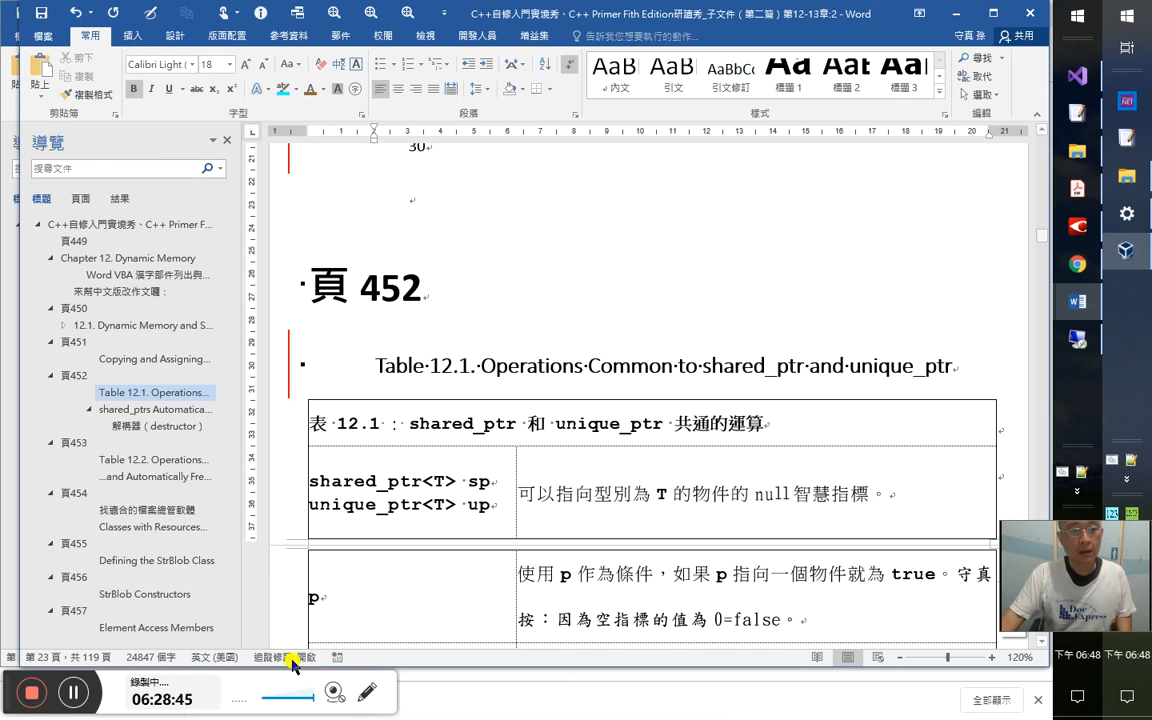 C++自修入門實境秀、C++ Primer Fith Edition研讀秀_子文件（第二篇）第12-13章:2 - Word
檔案 常用 插入 設計 版面配置 參考資料 郵件 校閱 檢視 開發人員 增益集 告訴我您想要執行的動作... 守真 孫 共用
貼上 剪下 複製 複製格式 剪貼簿
Calibri Light ( 18 字型
段落
AaB 內文 AaB 引文 AaBbCc 引文修訂 AaB 標題 1 AaB 標題 2 AaBl 標題 3 樣式
尋找 取代 選取 編輯
導覽
搜尋文件
標題 頁面 結果
C++自修入門實境秀、C++ Primer F...
頁449
Chapter 12. Dynamic Memory
Word VBA 漢字部件列出與...
來幫中文版改作文囉：
頁450
12.1. Dynamic Memory and S...
頁451
Copying and Assigning...
頁452
Table 12.1. Operations...
shared_ptrs Automatica...
解構器（destructor）
頁453
Table 12.2. Operations...
...and Automatically Fre...
頁454
找適合的檔案總管軟體
Classes with Resources...
頁455
Defining the StrBlob Class
頁456
StrBlob Constructors
頁457
Element Access Members
30
頁 452
Table 12.1. Operations Common to shared_ptr and unique_ptr
表 12.1 : shared_ptr 和 unique_ptr 共通的運算
shared_ptr<T> sp
unique_ptr<T> up
可以指向型別為 T 的物件的 null 智慧指標。
p
使用 p 作為條件，如果 p 指向一個物件就為 true。守真
按：因為空指標的值為 0=false。
第 23 頁，共 119 頁 24847 個字 英文 (美國) 120%
錄製中....
06:28:45
全部顯示
下午 06:48 下午 06:48